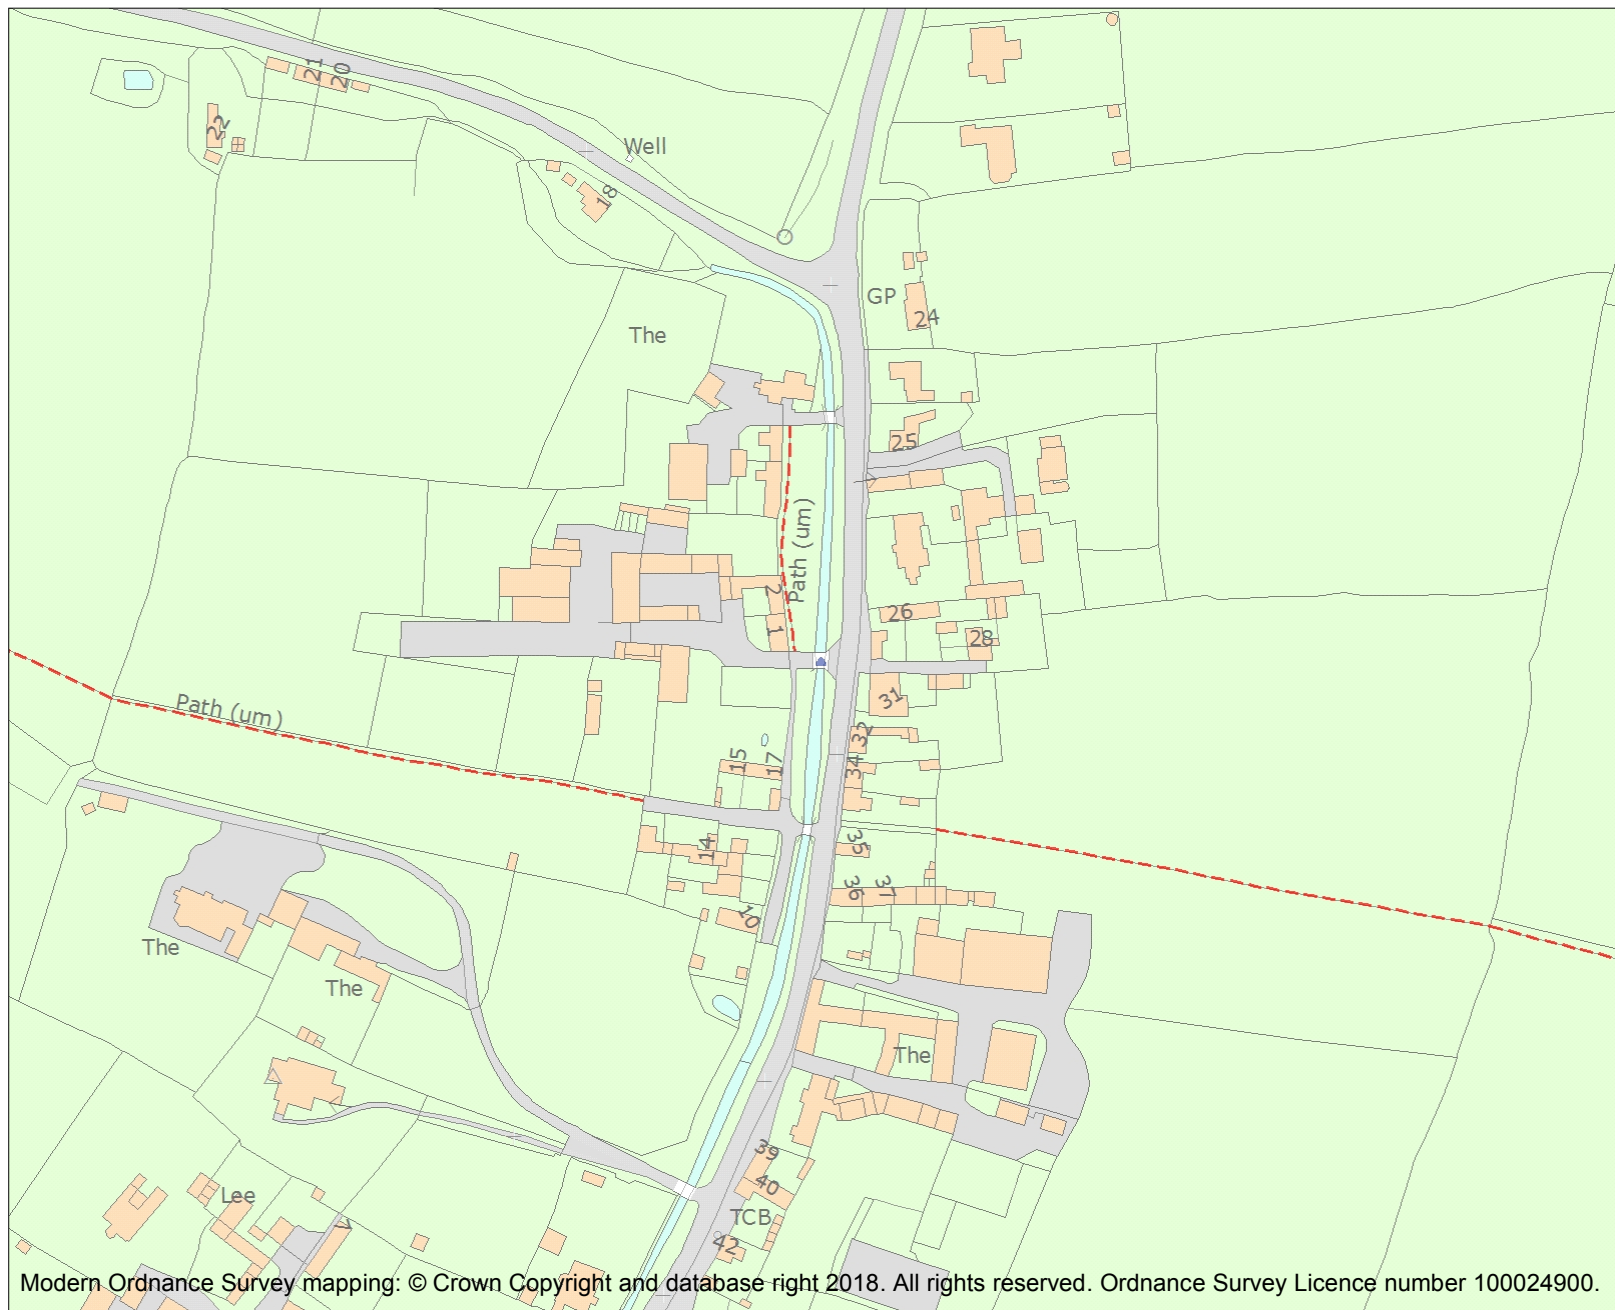 21
20
22
Well
18
GP
24
The
25
Path (um)
2
1
26
28
31
Path (um)
32
15
17
34
14
35
36
37
10
The
The
The
39
40
Lee
TCB
42
Modern Ordnance Survey mapping: © Crown Copyright and database right 2018. All rights reserved. Ordnance Survey Licence number 100024900.